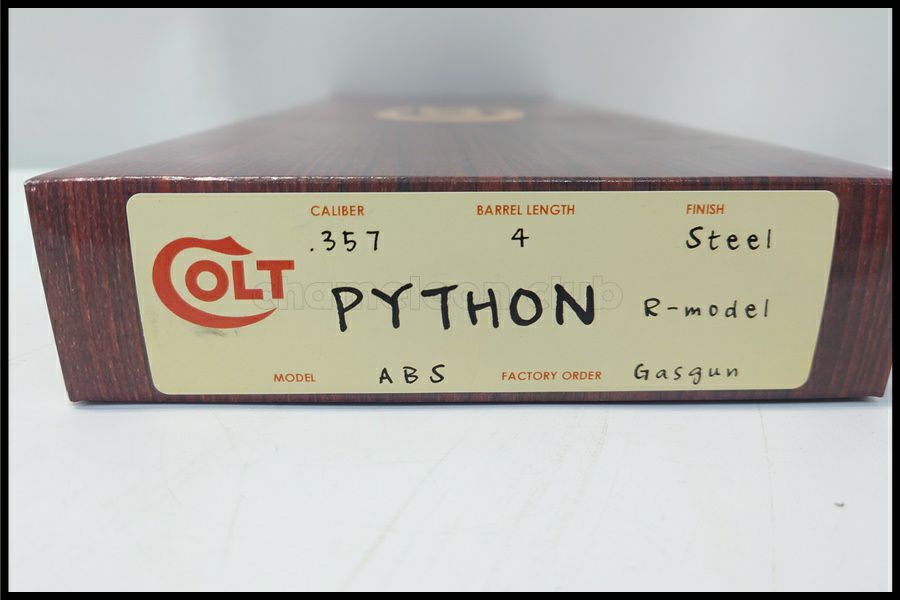 CALIBER BARREL LENGTH FINISH
.357 4 Steel
COLT PYTHON R-model
MODEL ABS FACTORY ORDER Gasgun